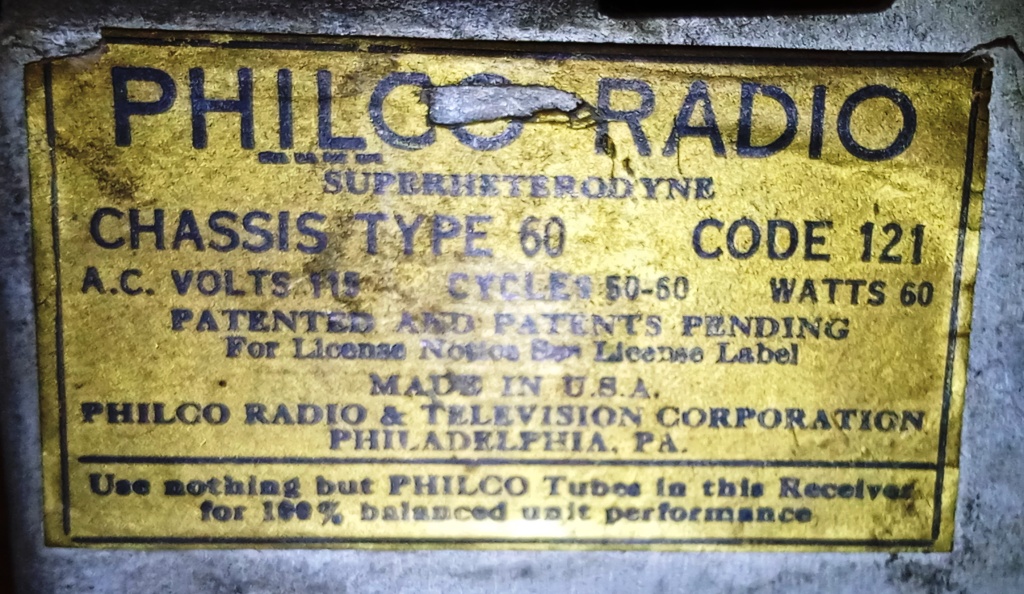 PHILCO RADIO
SUPERHETERODYNE
CHASSIS TYPE 60 CODE 121
A.C. VOLTS 115 CYCLES 50-60 WATTS 60
PATENTED AND PATENTS PENDING
For License Notice See License Label
MADE IN U.S.A.
PHILCO RADIO & TELEVISION CORPORATION
PHILADELPHIA, PA.
Use nothing but PHILCO Tubes in this Receiver
for 100% balanced unit performance